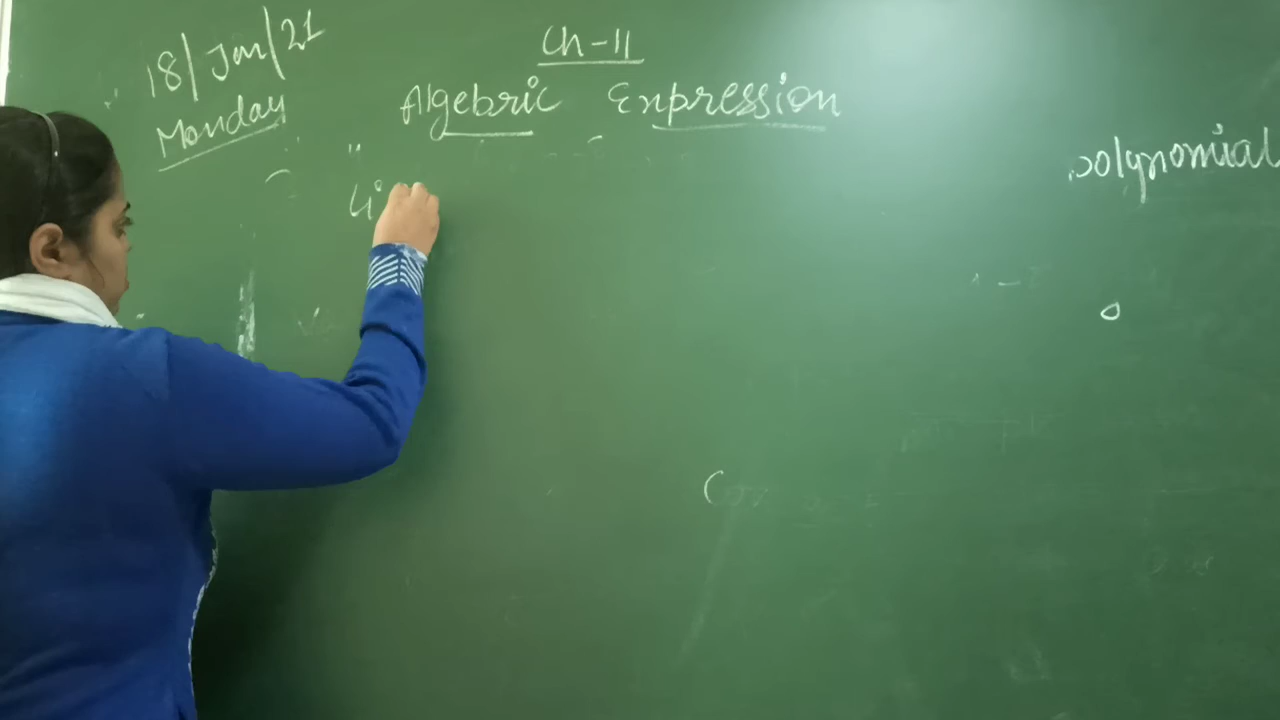 18/Jan/21
Monday
Ch-11
Algebric Expression
polynomial